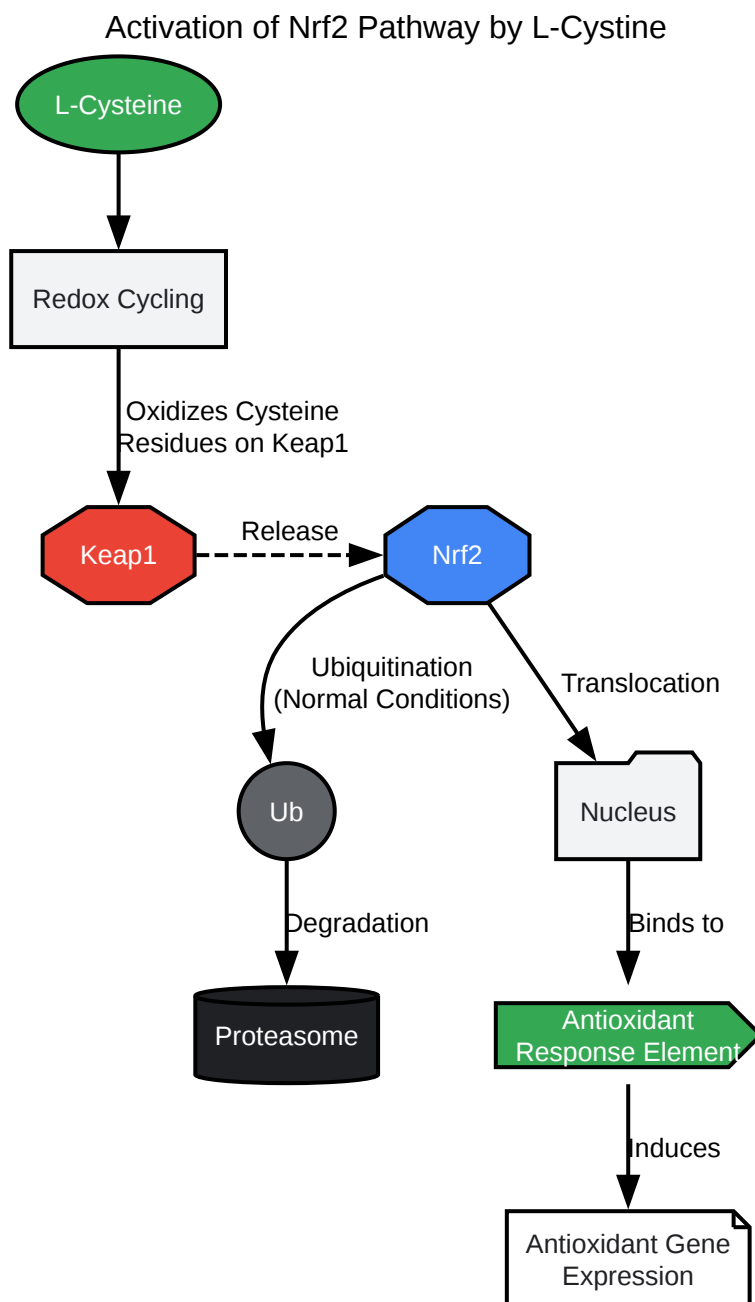 Activation of Nrf2 Pathway by L-Cystine
L-Cysteine
Redox Cycling
Oxidizes Cysteine
Residues on Keap1
Keap1
Release
Nrf2
Ubiquitination
(Normal Conditions)
Translocation
Ub
Nucleus
Degradation
Binds to
Proteasome
Antioxidant
Response Element
Induces
Antioxidant Gene
Expression